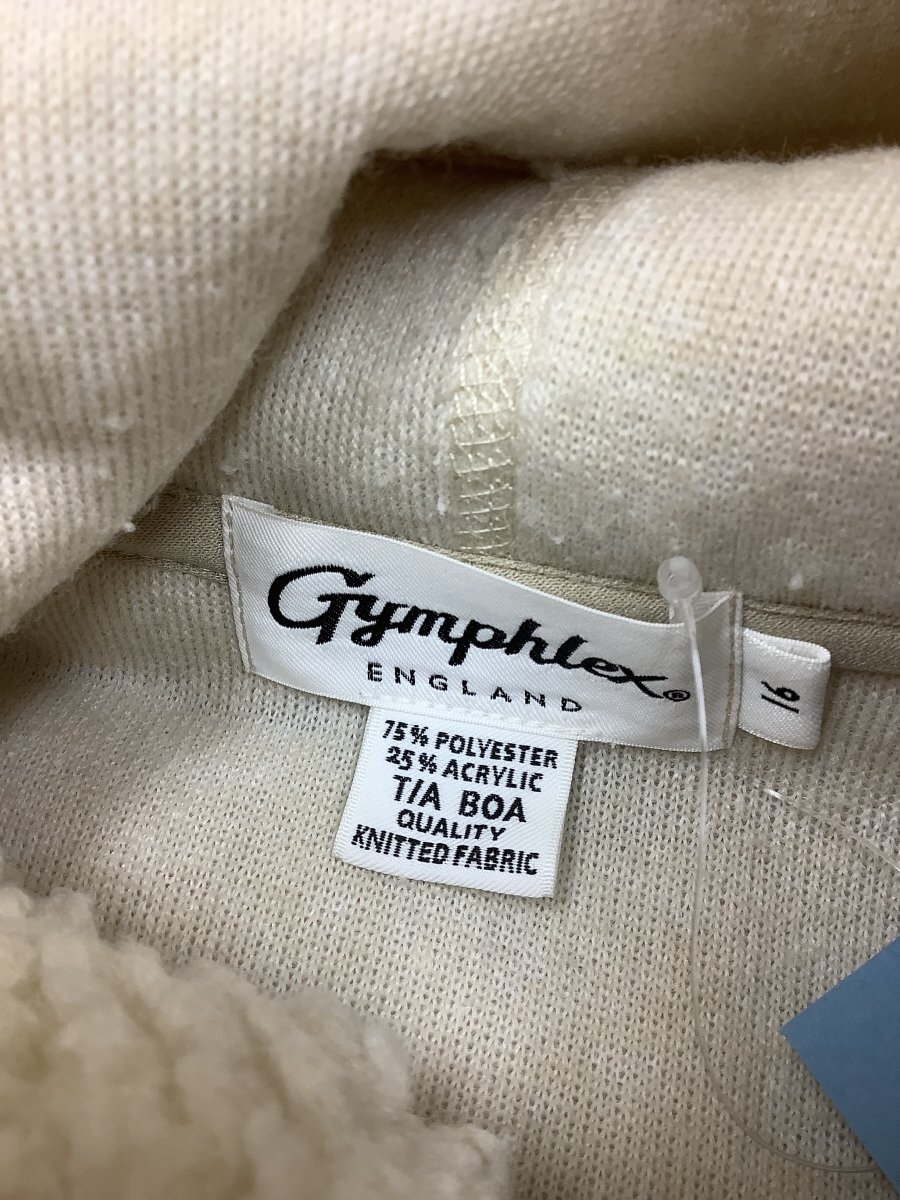 Gymphlex®
ENGLAND
16
75% POLYESTER
25% ACRYLIC
T/A BOA
QUALITY
KNITTED FABRIC